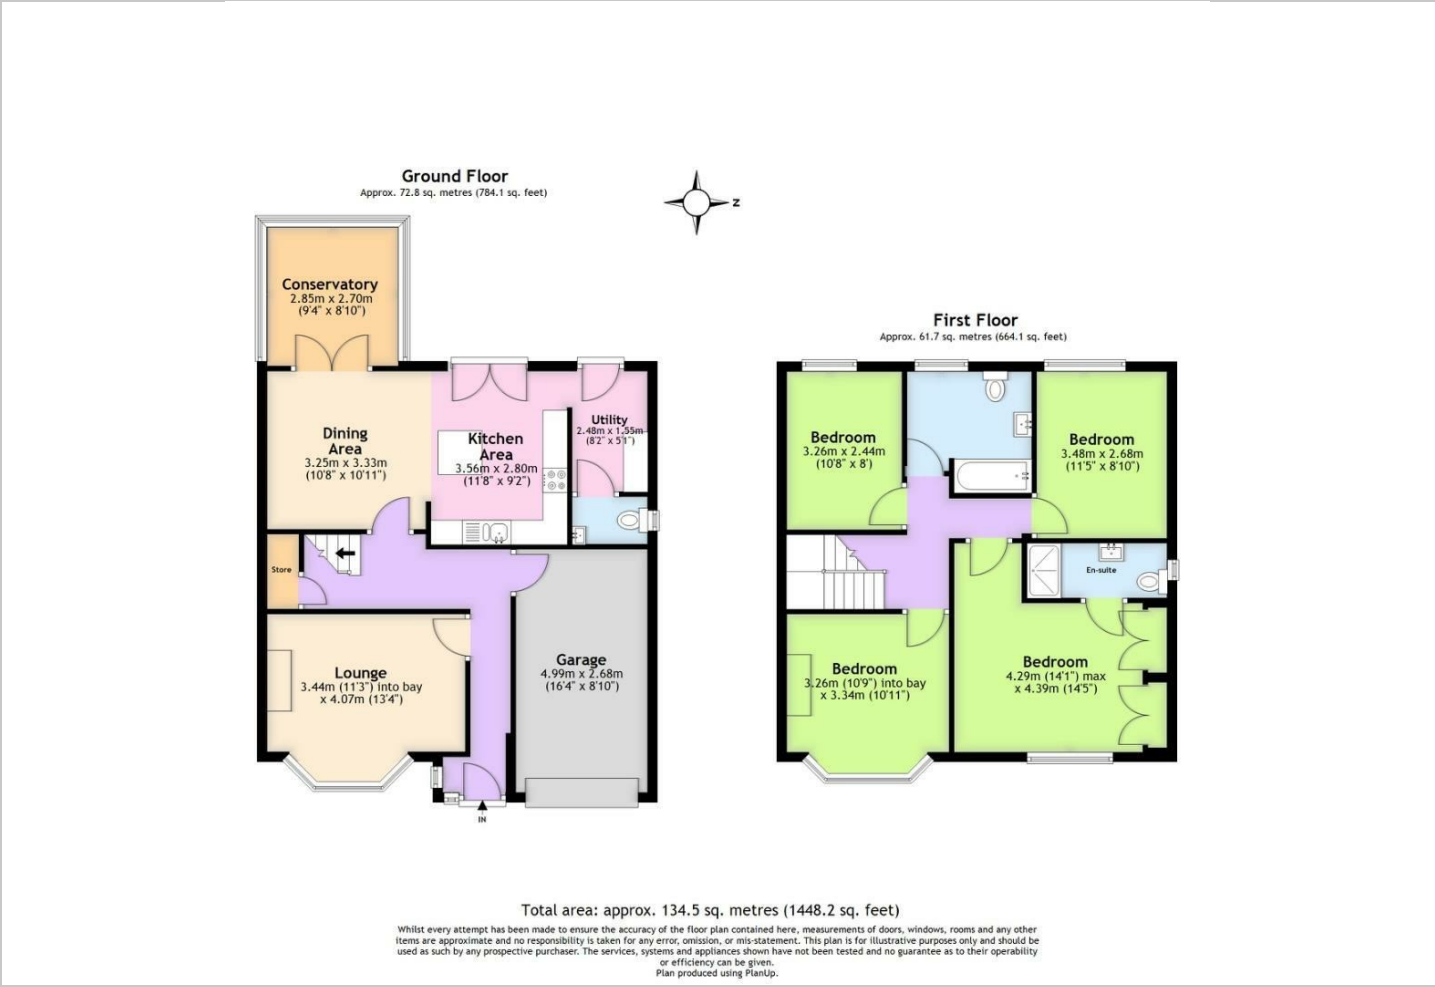 Ground Floor
Approx. 72.8 sq. metres (784.1 sq. feet)
Z
Conservatory
2.85m x 2.70m
(9'4" x 8'10")
Dining
Area
3.25m x 3.33m
(10'8" x 10'11")
Kitchen
Area
3.56m x 2.80m
(11'8" x 9'2")
Utility
2.48m x 1.55m
(8'2" x 5'1")
Store
Lounge
3.44m (11'3") into bay
x 4.07m (13'4")
Garage
4.99m x 2.68m
(16'4" x 8'10")
IN
First Floor
Approx. 61.7 sq. metres (664.1 sq. feet)
Bedroom
3.26m x 2.44m
(10'8" x 8')
Bedroom
3.48m x 2.68m
(11'5" x 8'10")
En-suite
Bedroom
3.26m (10'9") into bay
x 3.34m (10'11")
Bedroom
4.29m (14'1") max
x 4.39m (14'5")
Total area: approx. 134.5 sq. metres (1448.2 sq. feet)
Whilst every attempt has been made to ensure the accuracy of the floor plan contained here, measurements of doors, windows, rooms and any other
items are approximate and no responsibility is taken for any error, omission, or mis-statement. This plan is for illustrative purposes only and should be
used as such by any prospective purchaser. The services, systems and appliances shown have not been tested and no guarantee as to their operability
or efficiency can be given.
Plan produced using PlanUp.